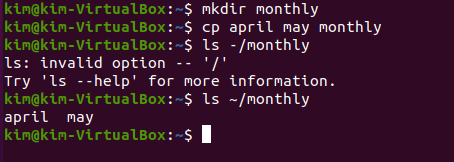 kim@kim-VirtualBox:~$ mkdir monthly
kim@kim-VirtualBox:~$ cp april may monthly
kim@kim-VirtualBox:~$ ls -/monthly
ls: invalid option -- '/'
Try 'ls --help' for more information.
kim@kim-VirtualBox:~$ ls ~/monthly
april  may
kim@kim-VirtualBox:~$